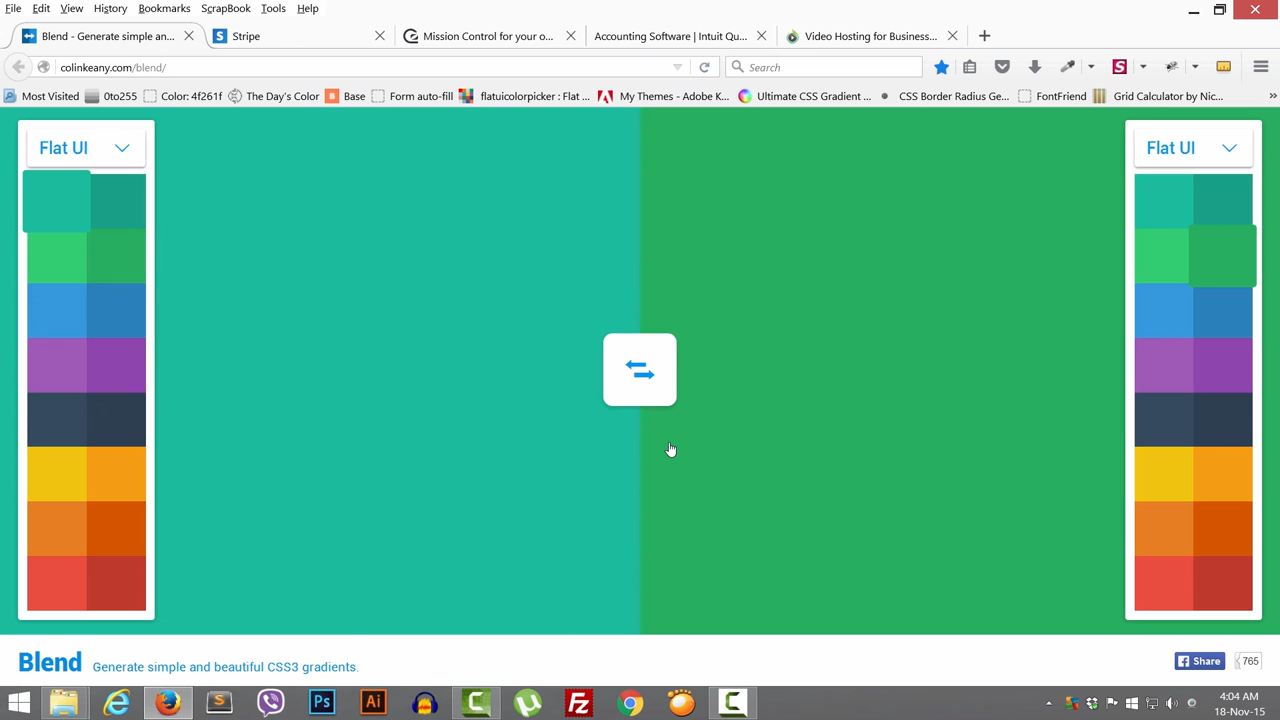 File Edit View History Bookmarks ScrapBook Tools Help
Blend - Generate simple an...
Stripe
Mission Control for your o...
Accounting Software | Intuit Qu...
Video Hosting for Business...
colinkeany.com/blend/
Search
Most Visited
0to255
Color: 4f261f
The Day's Color
Base
Form auto-fill
flatuicolorpicker : Flat ...
My Themes - Adobe K...
Ultimate CSS Gradient ...
CSS Border Radius Ge...
FontFriend
Grid Calculator by Nic...
Flat UI
Flat UI
Blend Generate simple and beautiful CSS3 gradients.
Share 765
4:04 AM
18-Nov-15